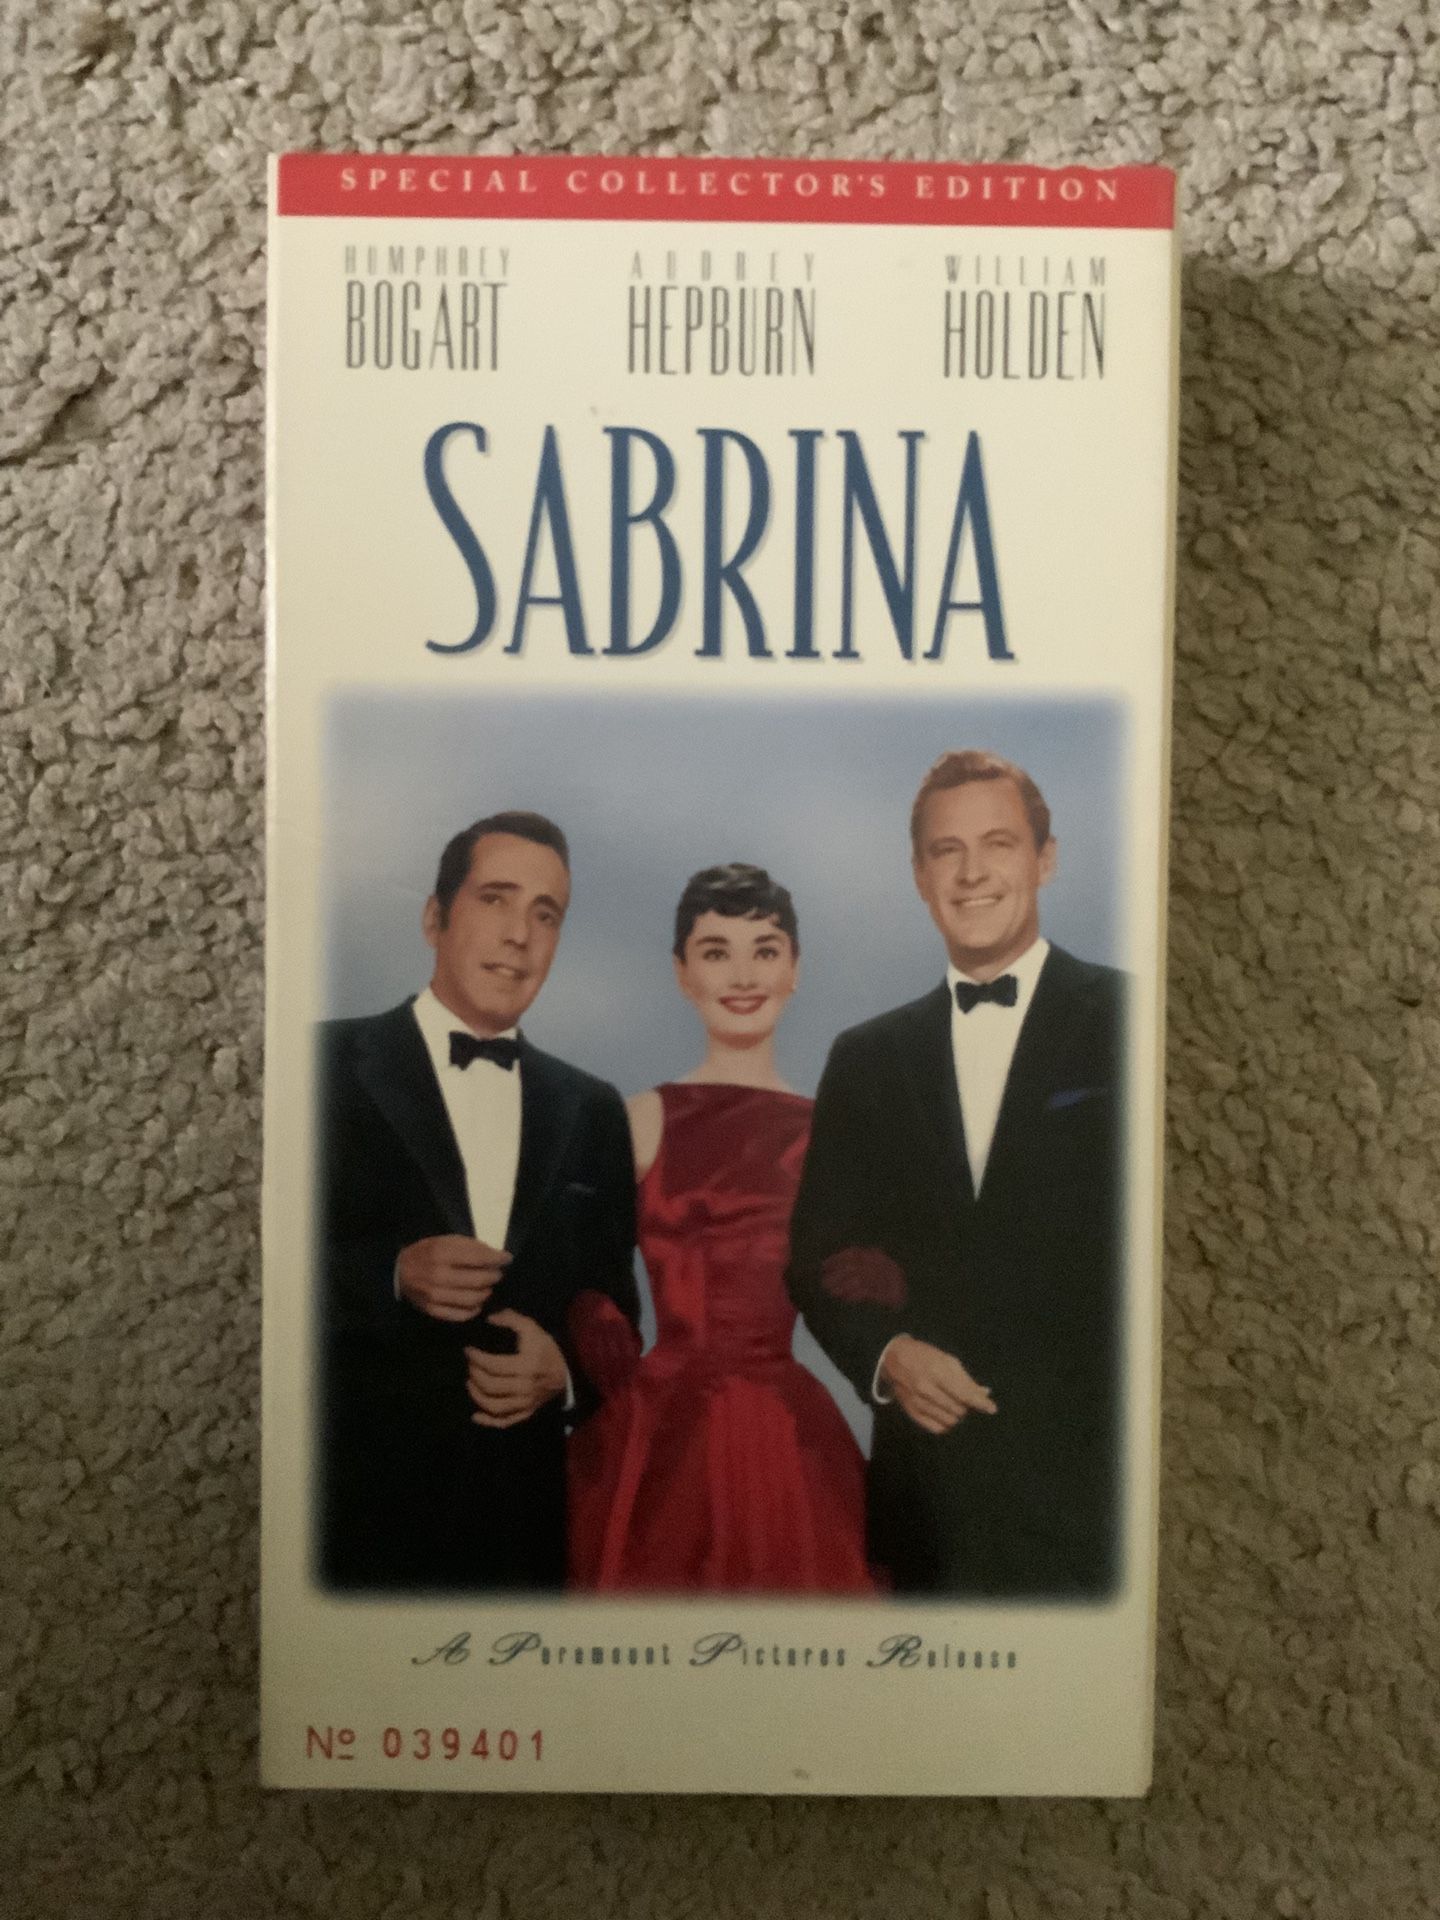 SPECIAL COLLECTOR'S EDITION
HUMPHREY AUDREY WILLIAM
BOGART HEPBURN HOLDEN
SABRINA
A Paramount Pictures Release
Nº 039401